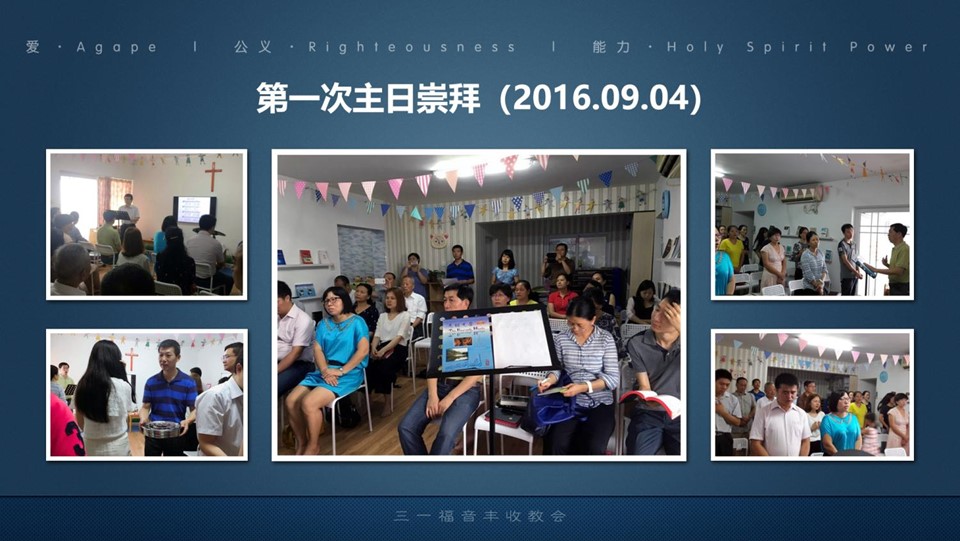 爱·Agape | 公义·Righteousness | 能力·Holy Spirit Power
第一次主日崇拜（2016.09.04）
三一福音丰收教会